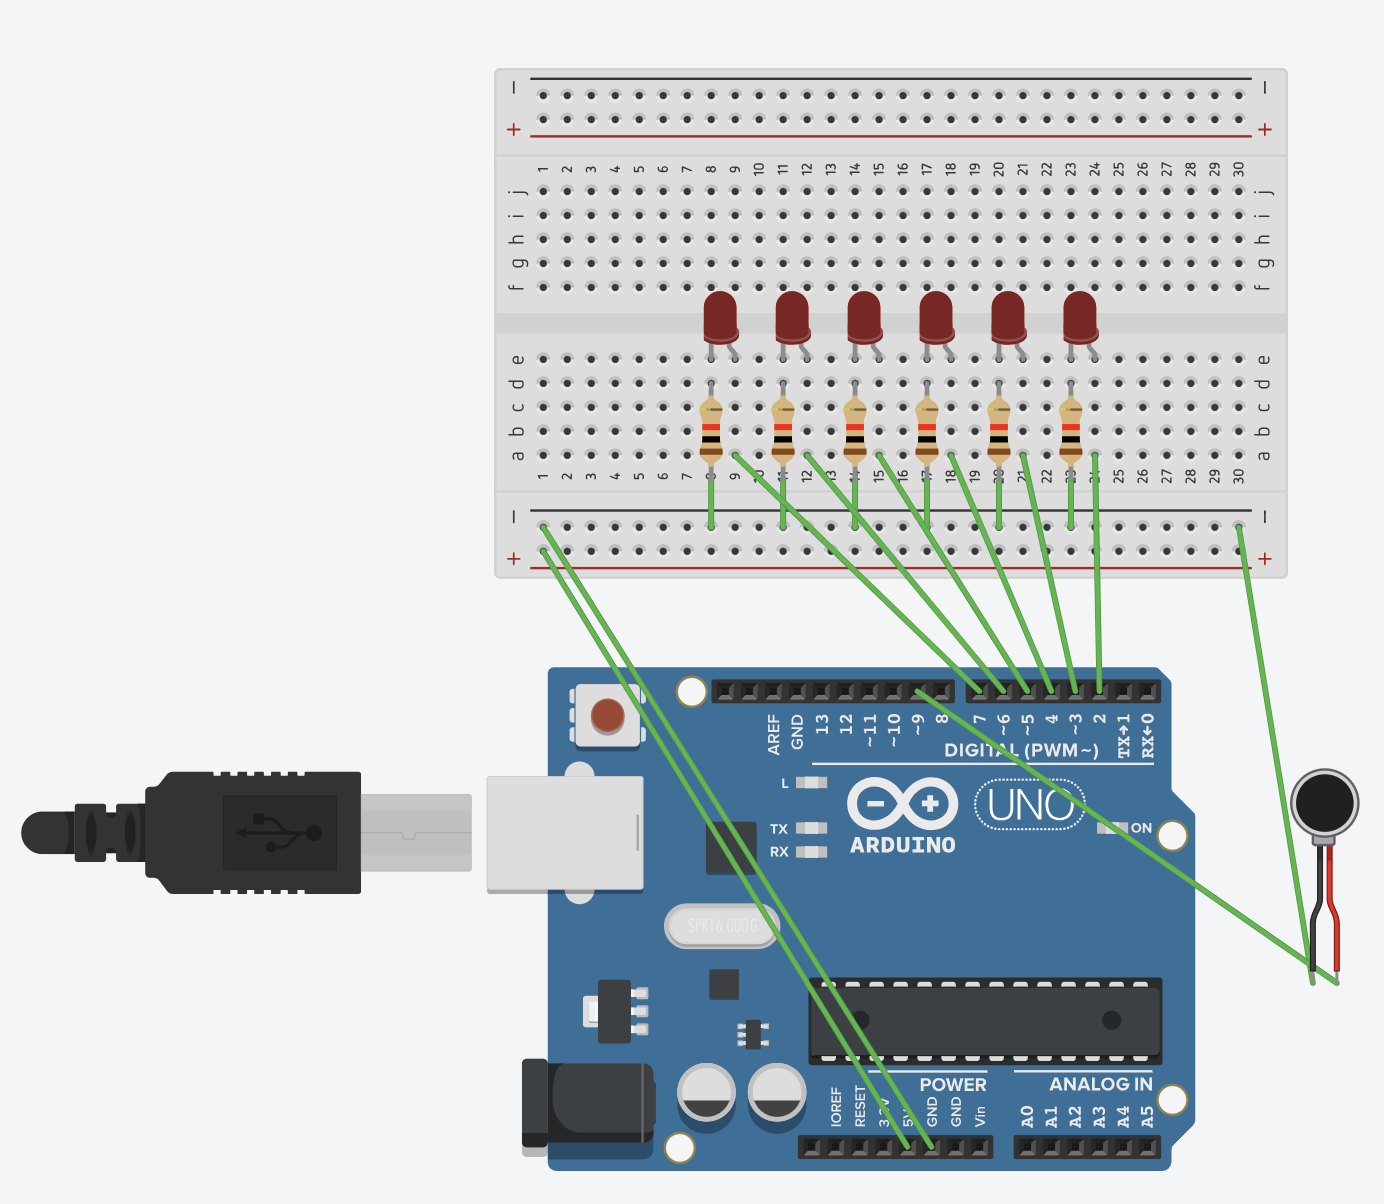 − −
+ +
1 2 3 4 5 6 7 8 9 10 11 12 13 14 15 16 17 18 19 20 21 22 23 24 25 26 27 28 29 30
j j
i i
h h
g g
f f
e e
d d
c c
b b
a a
1 2 3 4 5 6 7 8 9 10 11 12 13 14 15 16 17 18 19 20 21 22 23 24 25 26 27 28 29 30
− −
+ +
AREF GND 13 12 ~11 ~10 ~9 8 7 ~6 ~5 4 ~3 2 TX→1 RX←0
DIGITAL (PWM~)
L
UNO
TX ON
RX ARDUINO
SPK16.000G
POWER ANALOG IN
IOREF RESET 3.3V 5V GND GND Vin A0 A1 A2 A3 A4 A5